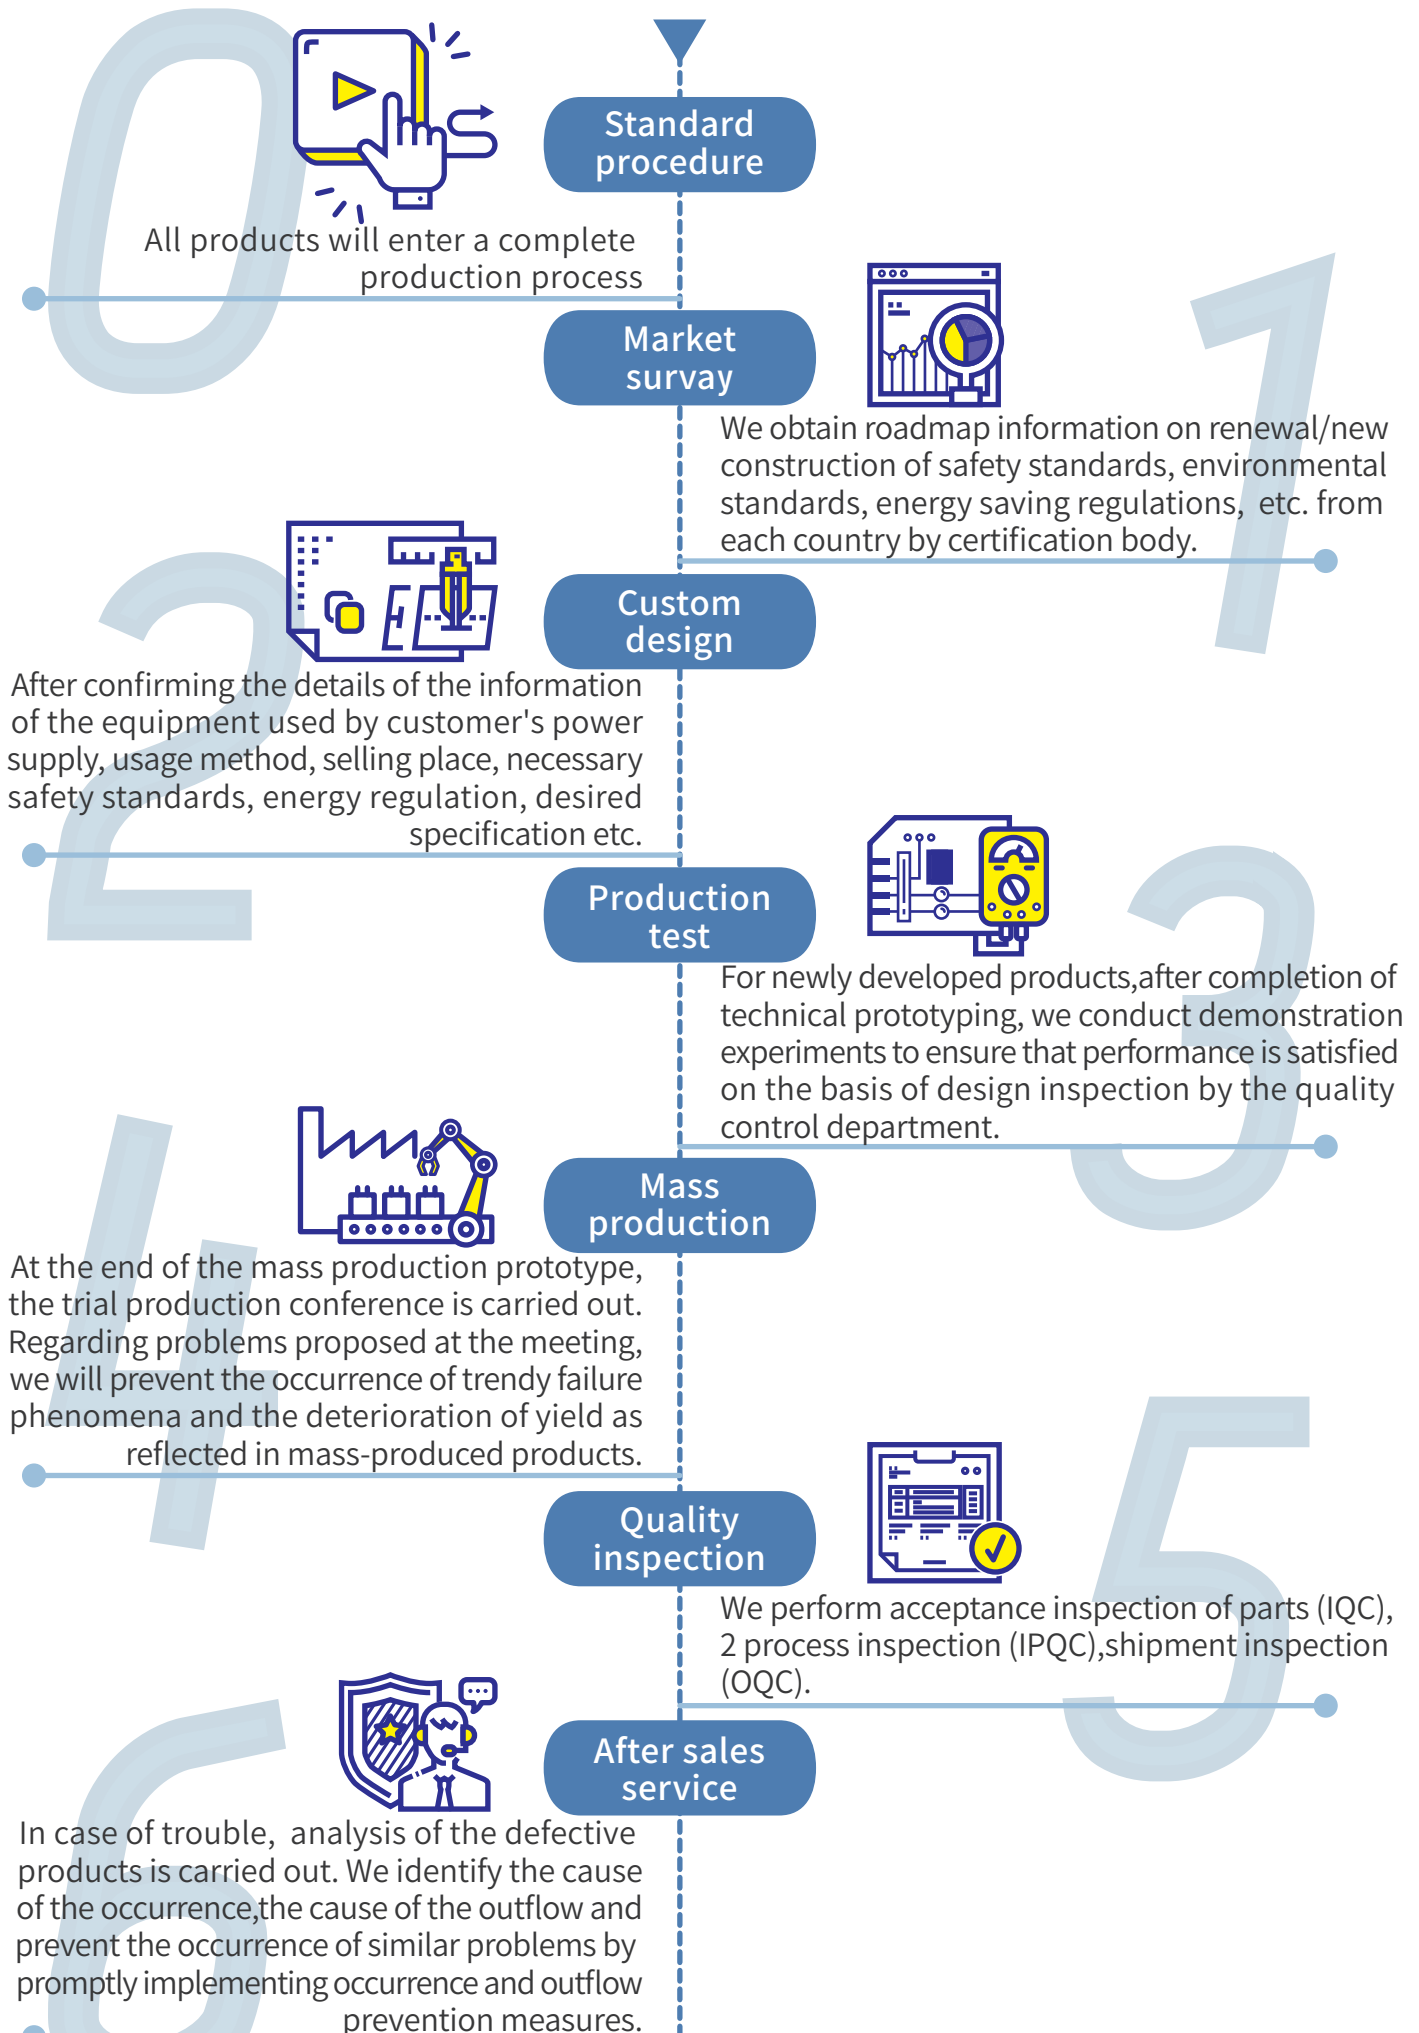 0
Standard
procedure
All products will enter a complete
production process
1
Market
survay
We obtain roadmap information on renewal/new
construction of safety standards, environmental
standards, energy saving regulations, etc. from
each country by certification body.
2
Custom
design
After confirming the details of the information
of the equipment used by customer's power
supply, usage method, selling place, necessary
safety standards, energy regulation, desired
specification etc.
3
Production
test
For newly developed products,after completion of
technical prototyping, we conduct demonstration
experiments to ensure that performance is satisfied
on the basis of design inspection by the quality
control department.
4
Mass
production
At the end of the mass production prototype,
the trial production conference is carried out.
Regarding problems proposed at the meeting,
we will prevent the occurrence of trendy failure
phenomena and the deterioration of yield as
reflected in mass-produced products.
5
Quality
inspection
We perform acceptance inspection of parts (IQC),
2 process inspection (IPQC),shipment inspection
(OQC).
6
After sales
service
In case of trouble, analysis of the defective
products is carried out. We identify the cause
of the occurrence,the cause of the outflow and
prevent the occurrence of similar problems by
promptly implementing occurrence and outflow
prevention measures.